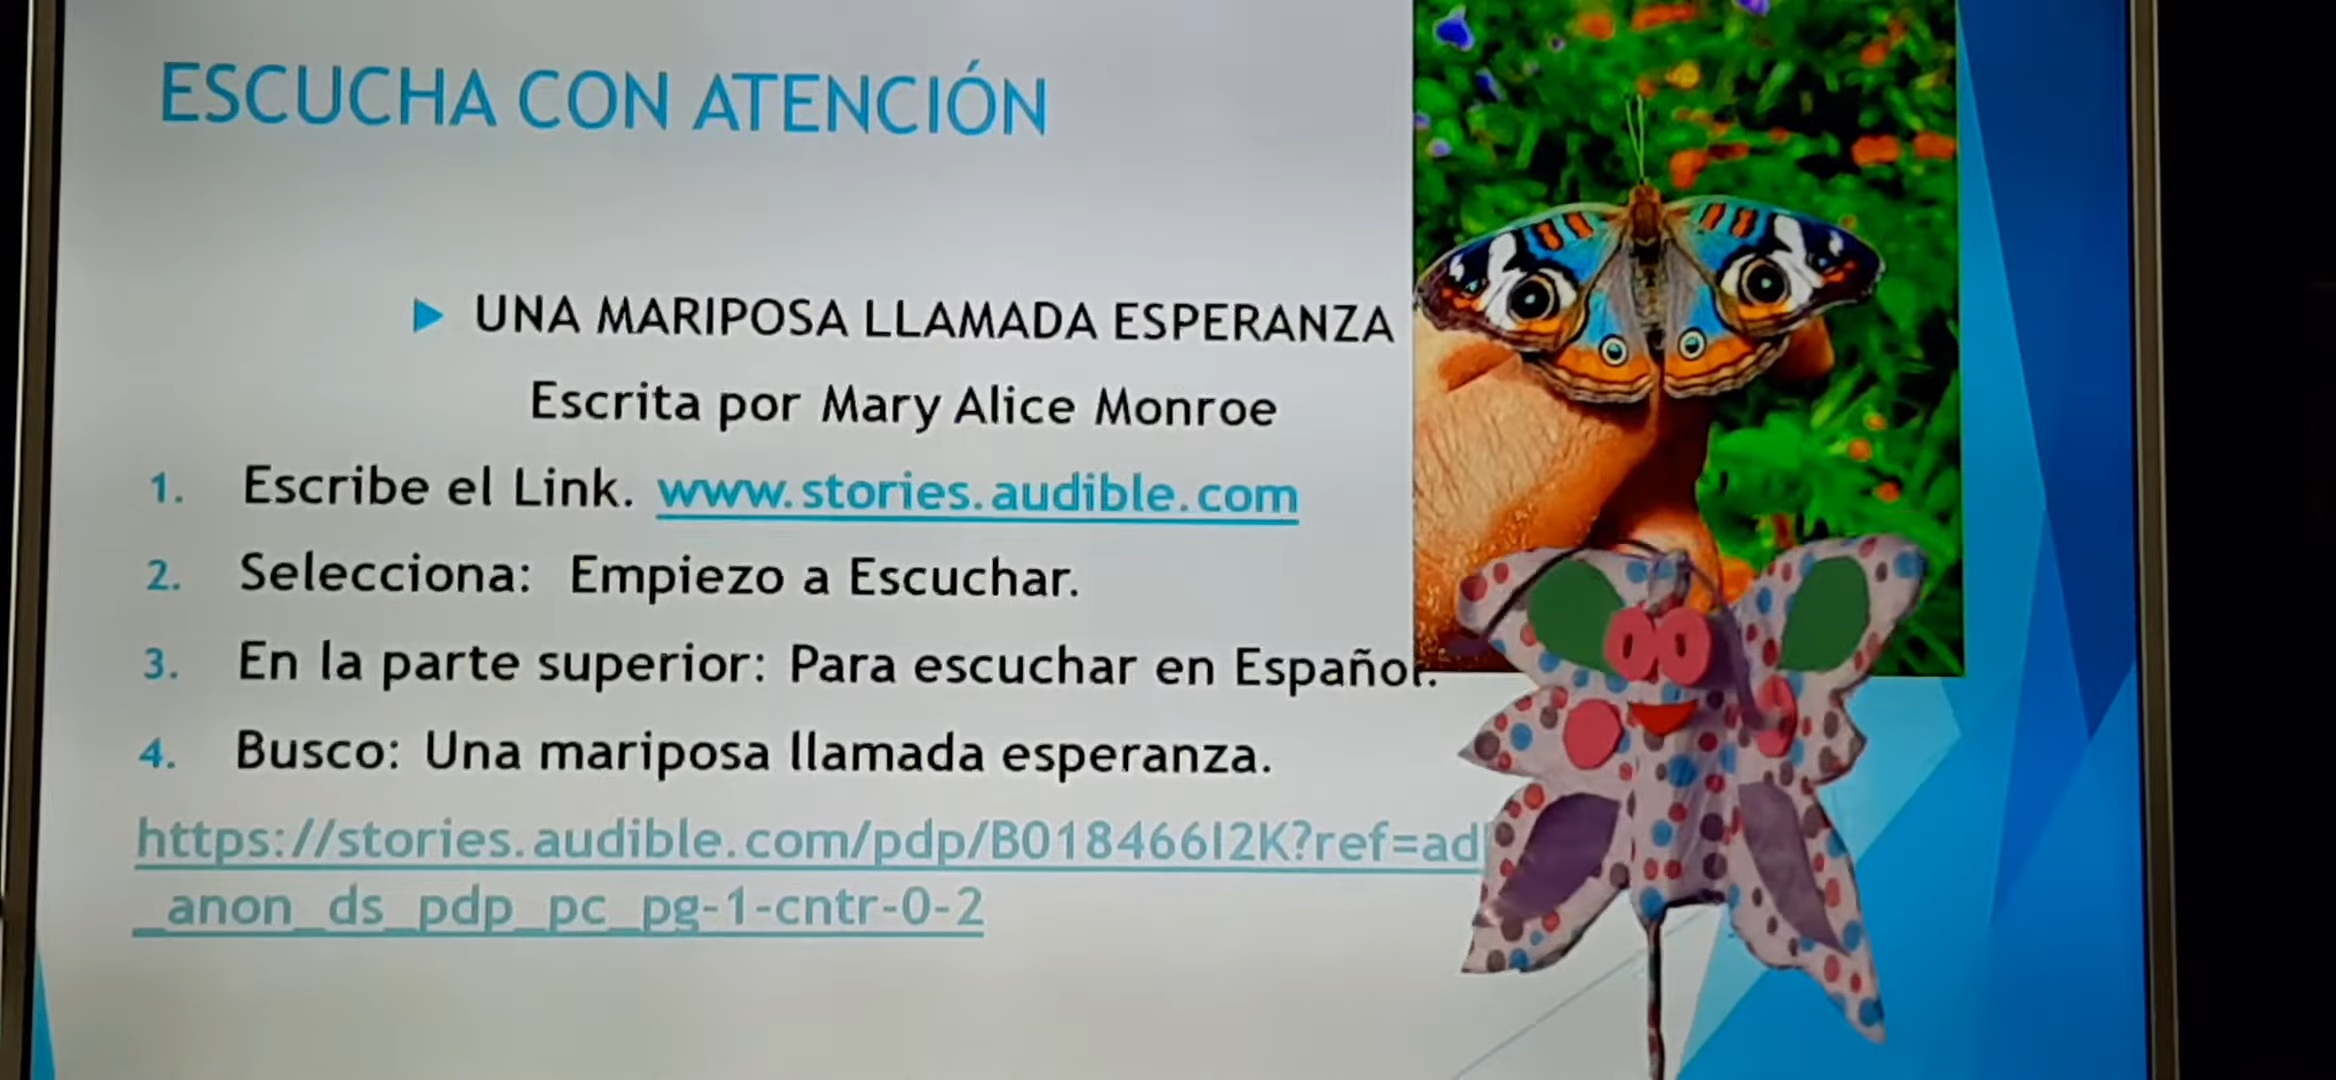 ESCUCHA CON ATENCIÓN
UNA MARIPOSA LLAMADA ESPERANZA
Escrita por Mary Alice Monroe
1. Escribe el Link. www.stories.audible.com
2. Selecciona: Empiezo a Escuchar.
3. En la parte superior: Para escuchar en Español.
4. Busco: Una mariposa llamada esperanza.
https://stories.audible.com/pdp/B018466I2K?ref=ad
_anon_ds_pdp_pc_pg-1-cntr-0-2